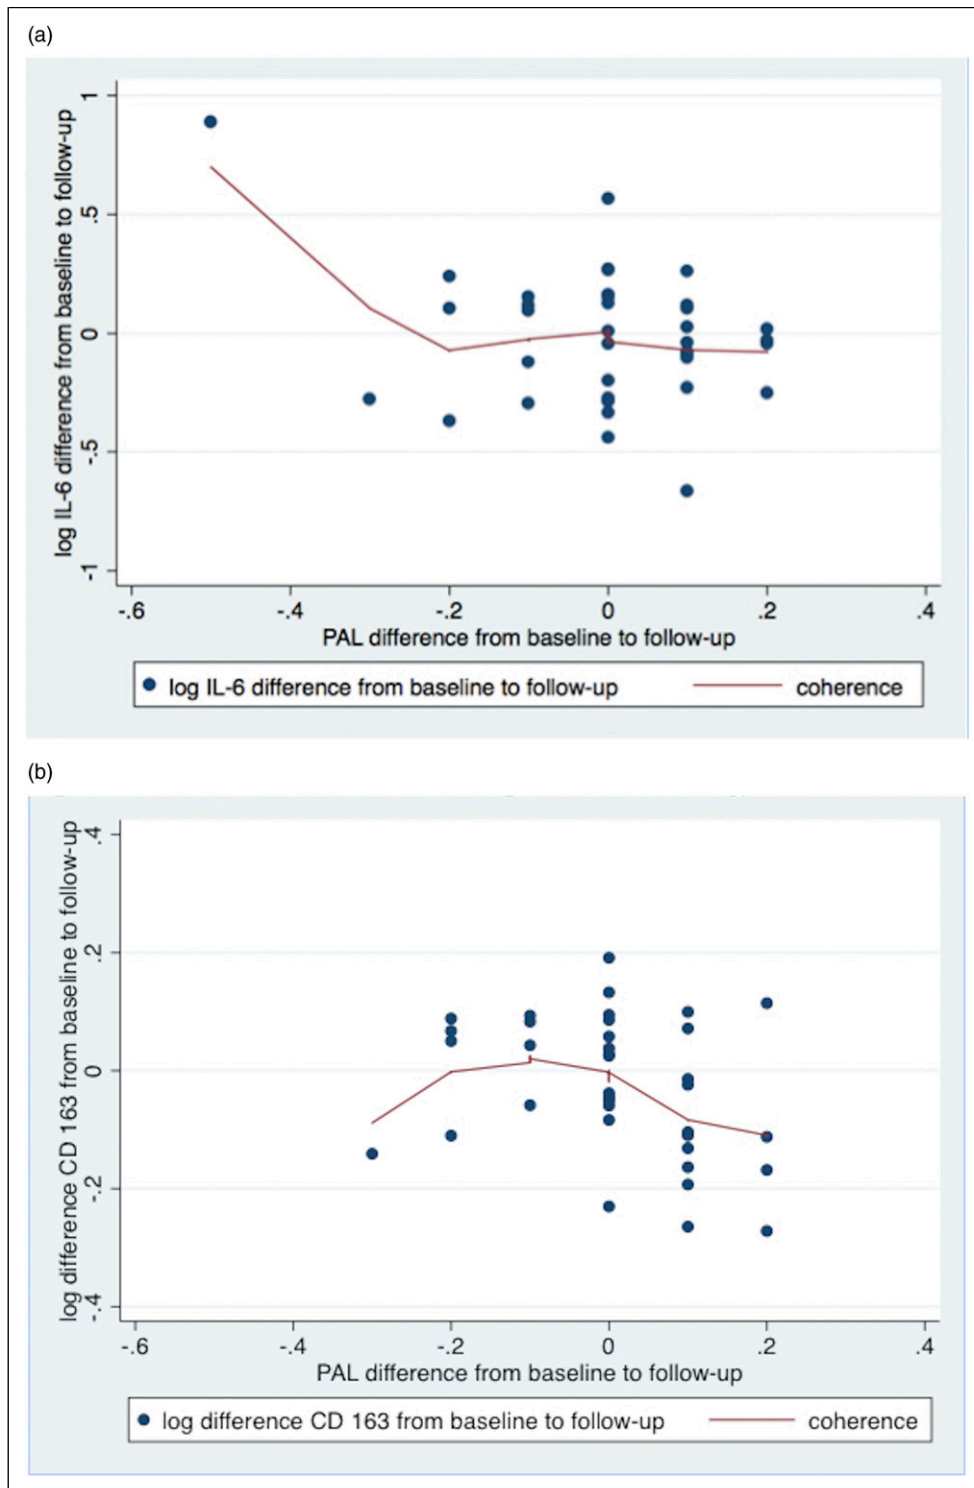 (a)
log IL-6 difference from baseline to follow-up
1
.5
0
-.5
-1
-.6 -.4 -.2 0 .2 .4
PAL difference from baseline to follow-up
log IL-6 difference from baseline to follow-up coherence
(b)
log difference CD 163 from baseline to follow-up
.4
.2
0
-.2
-.4
-.6 -.4 -.2 0 .2 .4
PAL difference from baseline to follow-up
log difference CD 163 from baseline to follow-up coherence